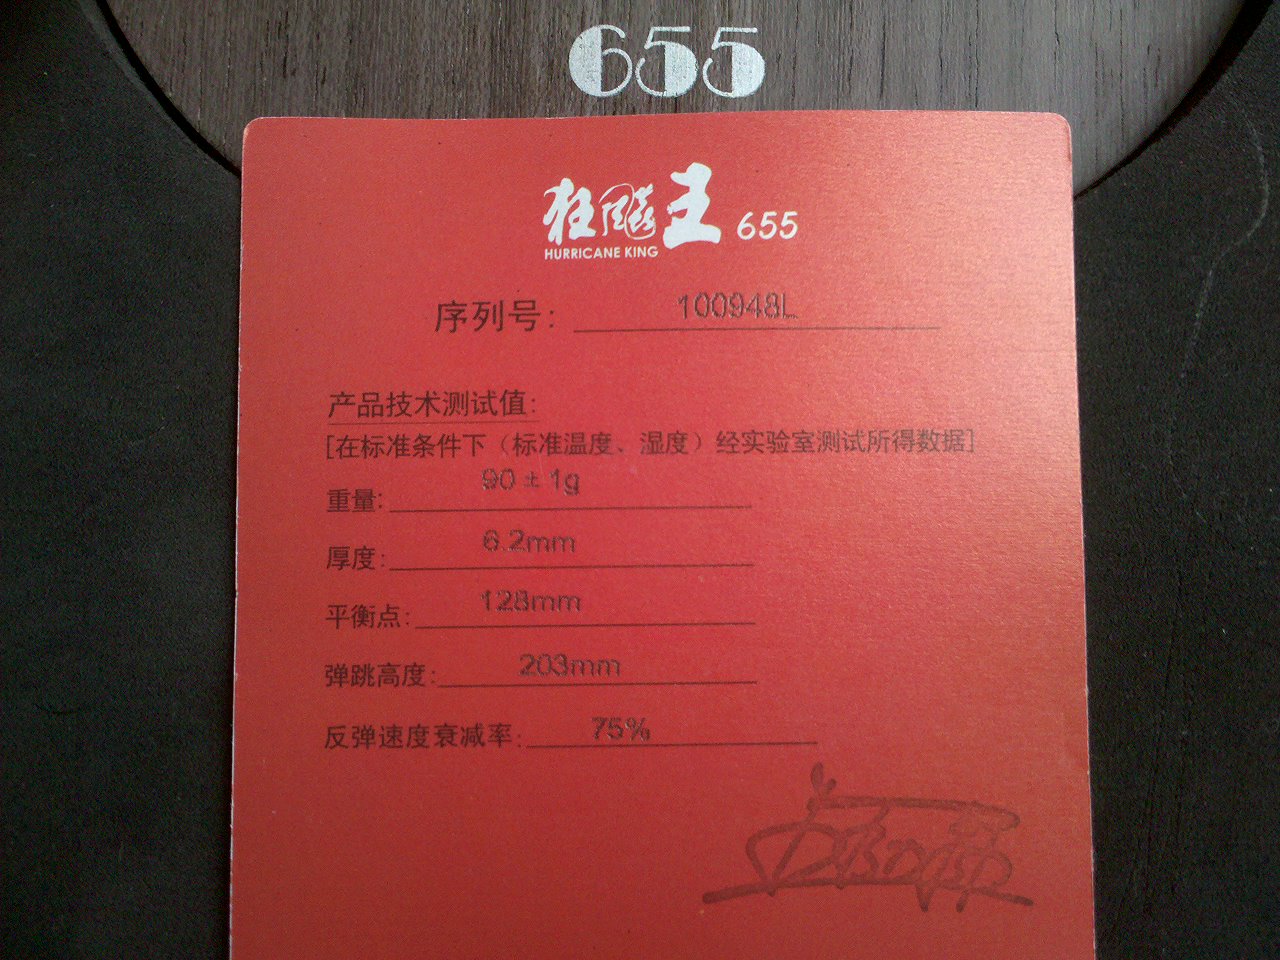 655
狂飚王 655
HURRICANE KING
序列号: 100948L
产品技术测试值:
[在标准条件下（标准温度、湿度）经实验室测试所得数据]
重量: 90 ± 1g
厚度: 6.2mm
平衡点: 128mm
弹跳高度: 203mm
反弹速度衰减率: 75%